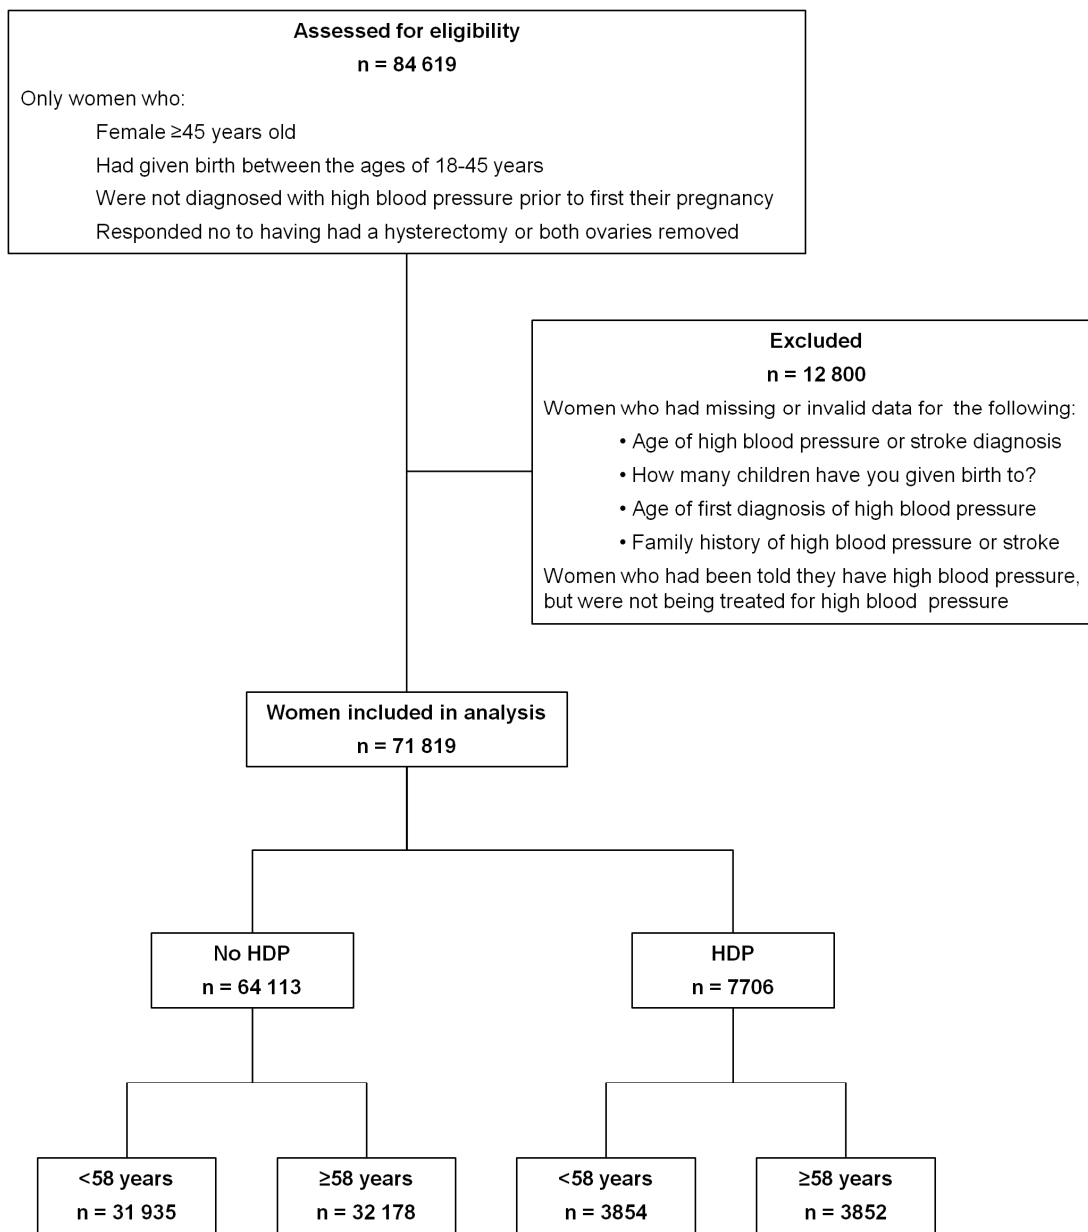 Assessed for eligibility
n = 84 619
Only women who:
Female ≥45 years old
Had given birth between the ages of 18-45 years
Were not diagnosed with high blood pressure prior to first their pregnancy
Responded no to having had a hysterectomy or both ovaries removed
Excluded
n = 12 800
Women who had missing or invalid data for the following:
• Age of high blood pressure or stroke diagnosis
• How many children have you given birth to?
• Age of first diagnosis of high blood pressure
• Family history of high blood pressure or stroke
Women who had been told they have high blood pressure,
but were not being treated for high blood pressure
Women included in analysis
n = 71 819
No HDP
n = 64 113
HDP
n = 7706
<58 years
n = 31 935
≥58 years
n = 32 178
<58 years
n = 3854
≥58 years
n = 3852